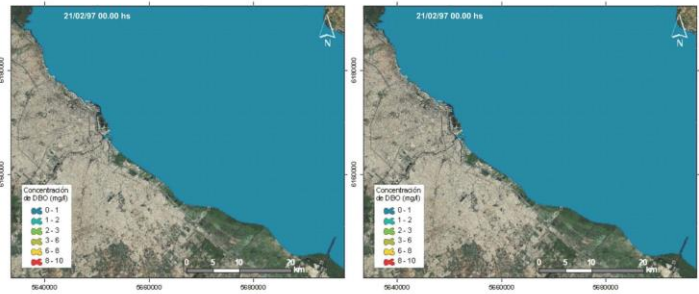 21/02/97 00.00 hs
N
6180000
6160000
Concentración
de DBO (mg/l)
0 - 1
1 - 2
2 - 3
3 - 6
6 - 8
8 - 10
0 5 10 20
km
5640000 5660000 5680000
21/02/97 00.00 hs
N
6180000
6160000
Concentración
de DBO (mg/l)
0 - 1
1 - 2
2 - 3
3 - 6
6 - 8
8 - 10
0 5 10 20
km
5640000 5660000 5680000